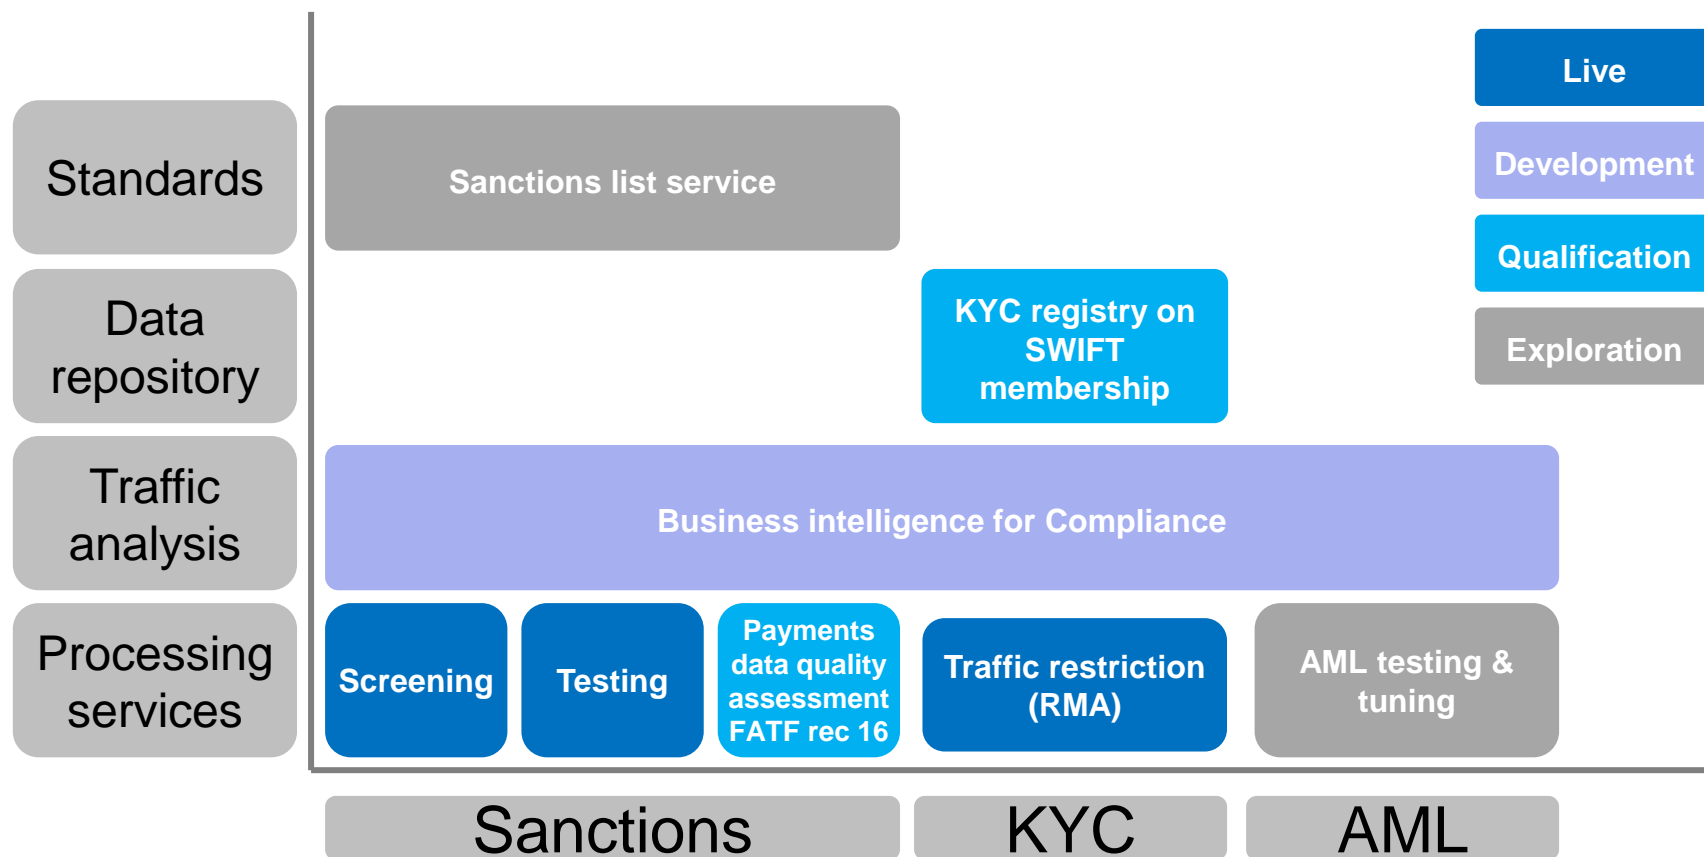 Live
Standards
Sanctions list service
Development
Qualification
Data
repository
KYC registry on
SWIFT
membership
Exploration
Traffic
analysis
Business intelligence for Compliance
Processing
services
Screening
Testing
Payments
data quality
assessment
FATF rec 16
Traffic restriction
(RMA)
AML testing &
tuning
Sanctions
KYC
AML